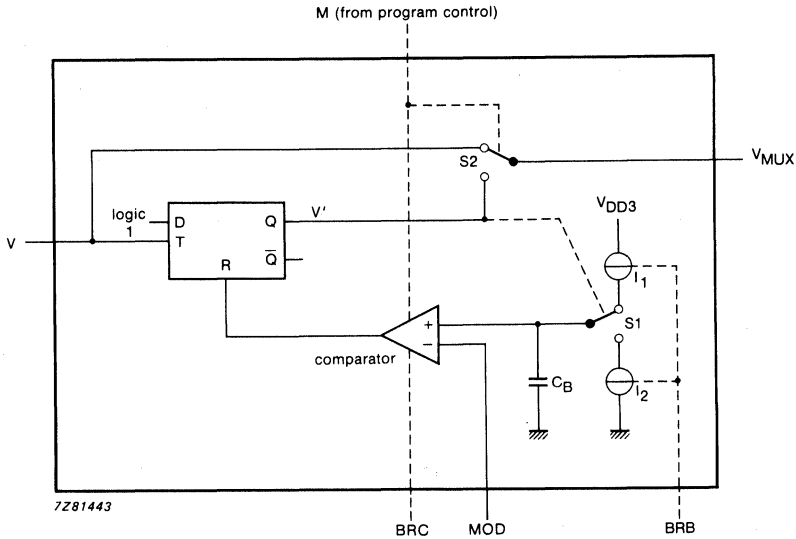 M (from program control)
S2
VMUX
VDD3
logic
1
D
Q
V'
V
T
Q̅
R
I1
S1
+
−
comparator
CB
I2
7Z81443
BRC
MOD
BRB